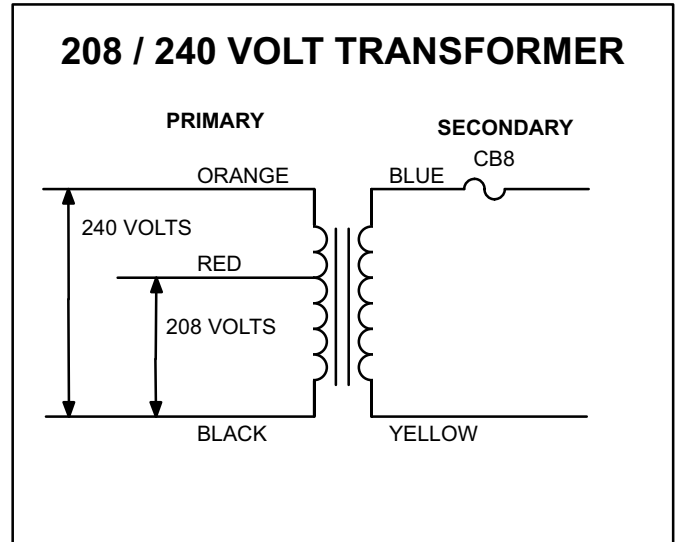 208 / 240 VOLT TRANSFORMER
PRIMARY
SECONDARY
CB8
ORANGE
BLUE
240 VOLTS
RED
208 VOLTS
BLACK
YELLOW